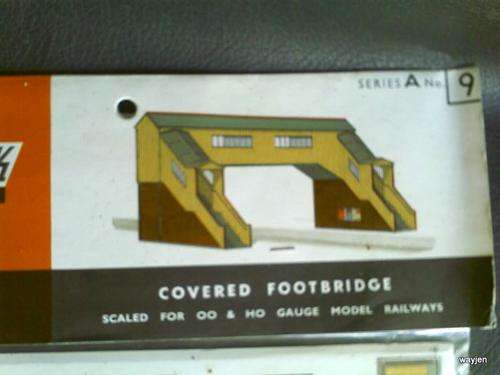 SERIES A No. 9
COVERED FOOTBRIDGE
SCALED FOR OO & HO GAUGE MODEL RAILWAYS
wayjen